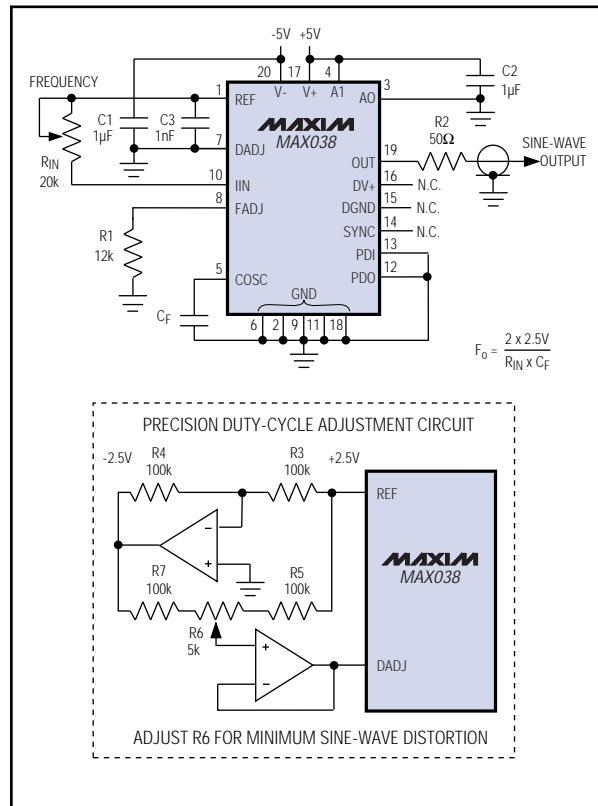 -5V +5V
20 17 4
V- V+ A1
FREQUENCY
RIN
20k
C1
1µF
C3
1nF
C2
1µF
MAXIM
MAX038
1 REF
7 DADJ
10 IIN
8 FADJ
R1
12k
5 COSC
CF
GND
6 2 9 11 18
AO 3
OUT 19
R2
50Ω
SINE-WAVE
OUTPUT
DV+ 16 N.C.
DGND 15 N.C.
SYNC 14 N.C.
PDI 13
PDO 12
Fo = 2 x 2.5V
RIN x CF
PRECISION DUTY-CYCLE ADJUSTMENT CIRCUIT
-2.5V
R4
100k
R3
100k
+2.5V
REF
-
+
R7
100k
R5
100k
R6
5k
+
-
MAXIM
MAX038
DADJ
ADJUST R6 FOR MINIMUM SINE-WAVE DISTORTION